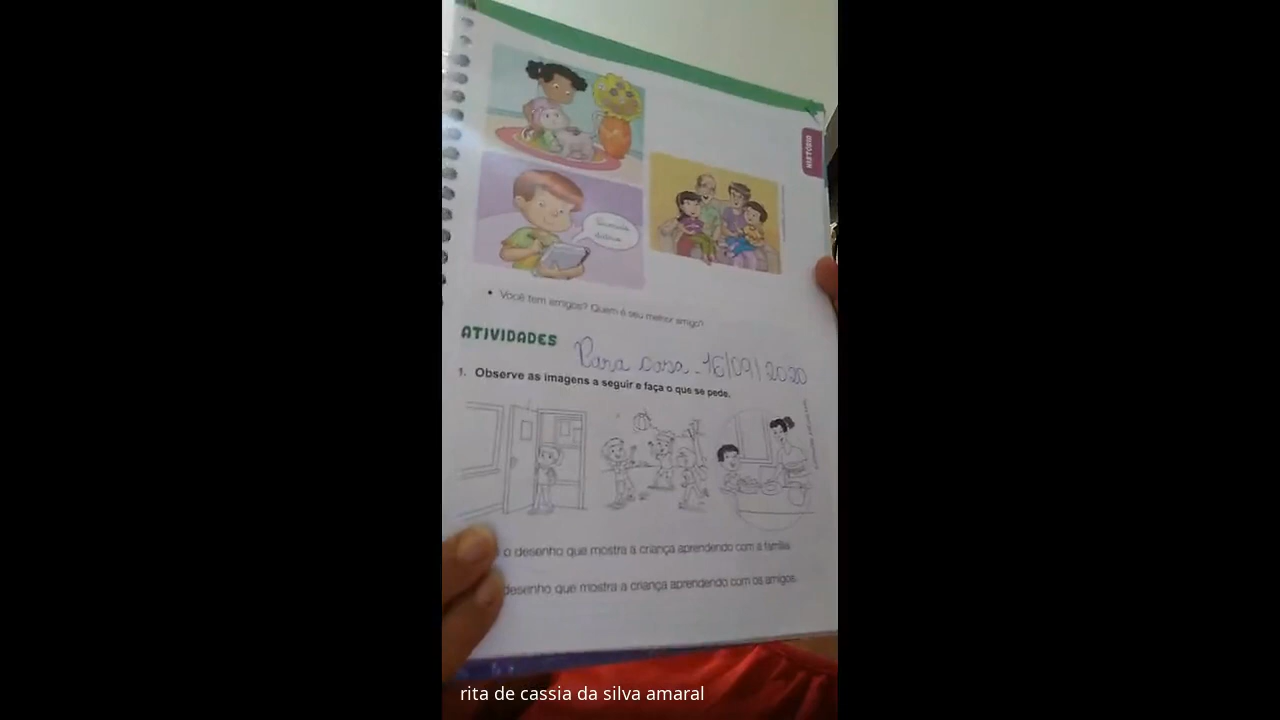 HISTÓRIA
Você tem amigos? Quem é seu melhor amigo?
ATIVIDADES
Para casa - 16/09/2020
1. Observe as imagens a seguir e faça o que se pede.
o desenho que mostra a criança aprendendo com a família.
desenho que mostra a criança aprendendo com os amigos.
rita de cassia da silva amaral